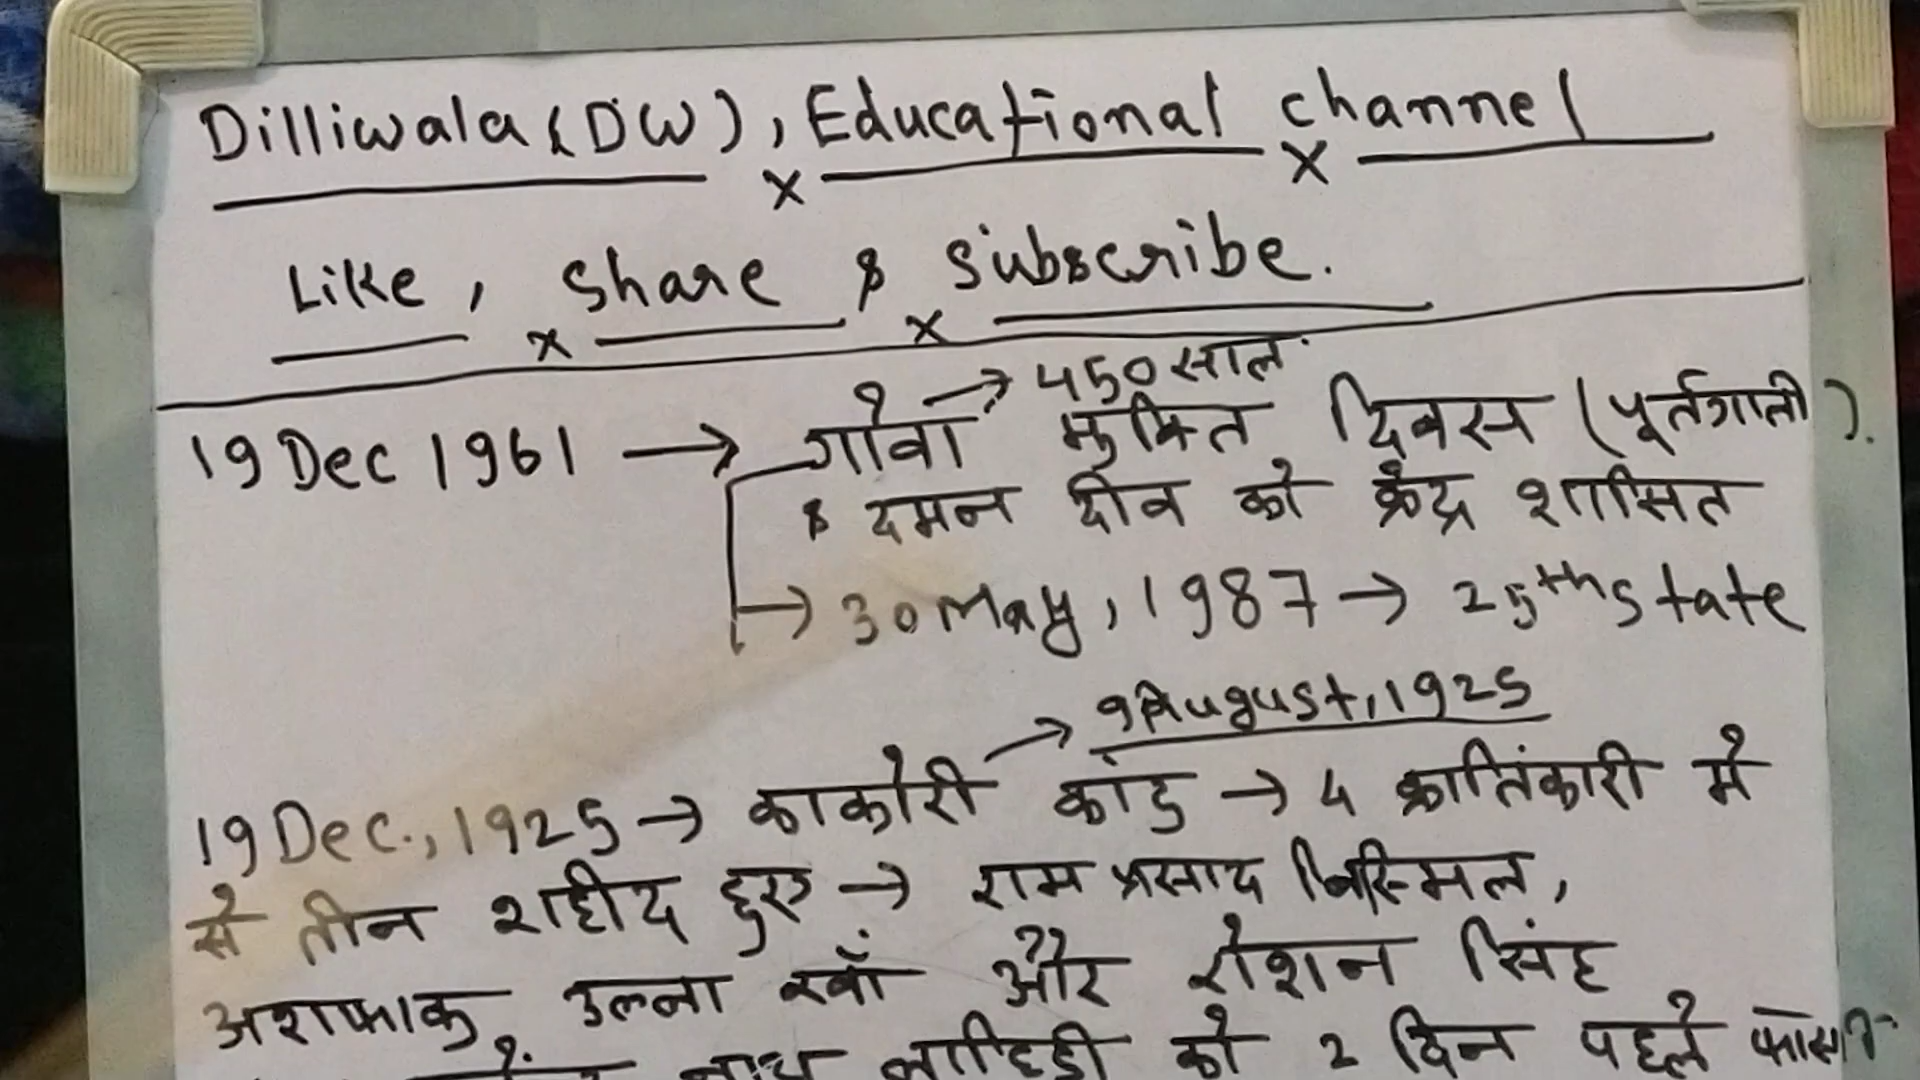 Dilliwala (DW), Educational channel
Like, Share & Subscribe.
→ 450 साल
19 Dec 1961 → गोवा मुक्ति दिवस (पूर्तगाली).
& दमन दीव को केंद्र शासित
→ 30 May, 1987 → 25th State
→ 9 August, 1925
19 Dec., 1925 → काकोरी कांड → 4 क्रातिंकारी मे
से तीन शहीद हुए → राम प्रसाद बिस्मिल,
अशफाक उल्ला खाँ और रोशन सिंह
नाथ लाहिडी को 2 दिन पहले फांसी